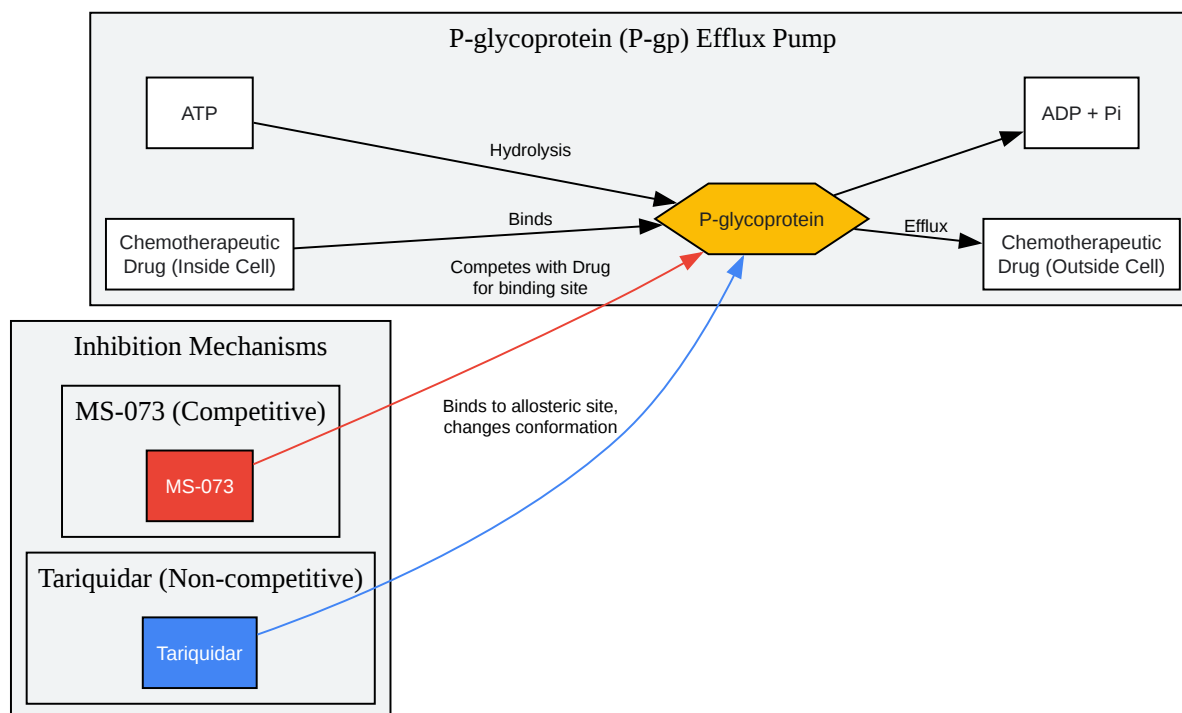 P-glycoprotein (P-gp) Efflux Pump
ATP
ADP + Pi
Hydrolysis
P-glycoprotein
Binds
Efflux
Chemotherapeutic
Drug (Inside Cell)
Chemotherapeutic
Drug (Outside Cell)
Competes with Drug
for binding site
Inhibition Mechanisms
MS-073 (Competitive)
MS-073
Binds to allosteric site,
changes conformation
Tariquidar (Non-competitive)
Tariquidar